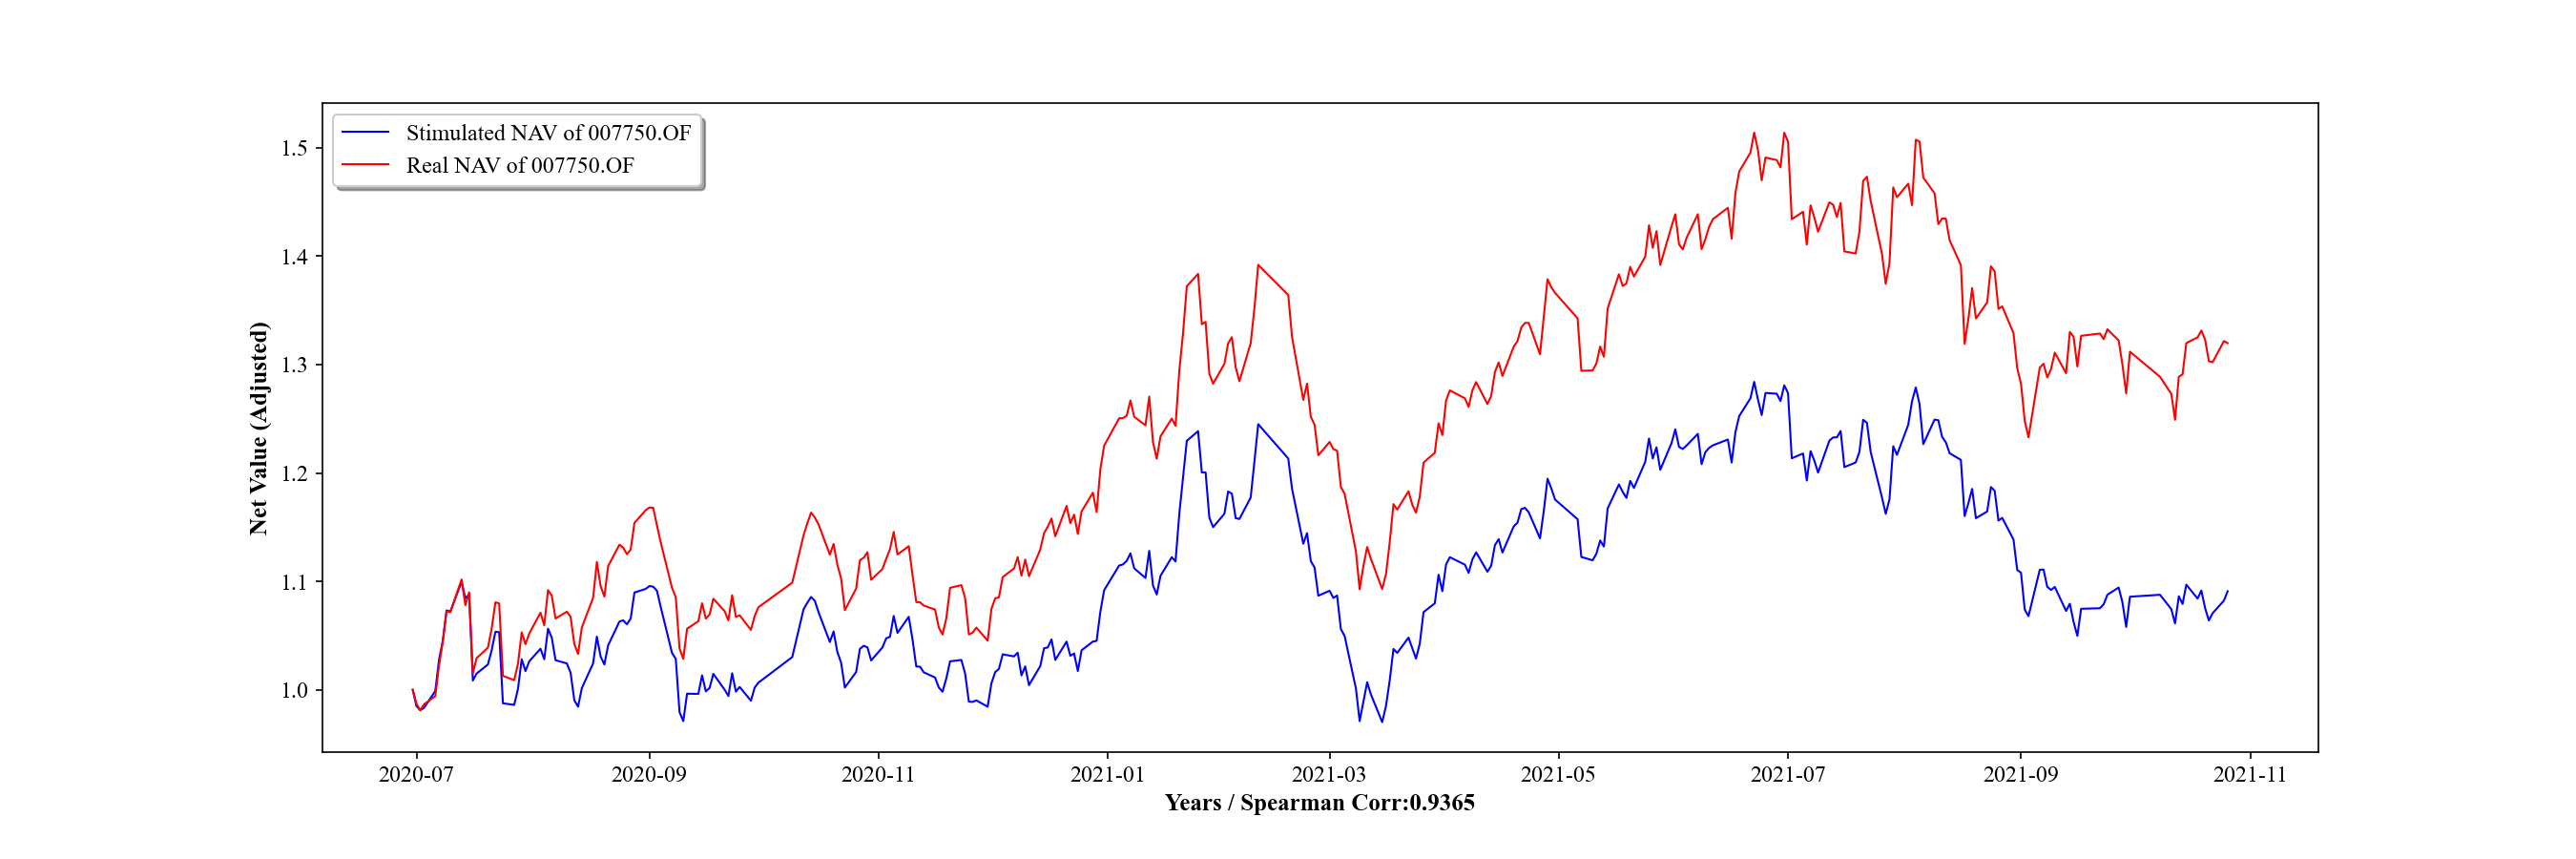 Stimulated NAV of 007750.OF
Real NAV of 007750.OF
1.5
1.4
1.3
1.2
1.1
1.0
Net Value (Adjusted)
2020-07 2020-09 2020-11 2021-01 2021-03 2021-05 2021-07 2021-09 2021-11
Years / Spearman Corr:0.9365